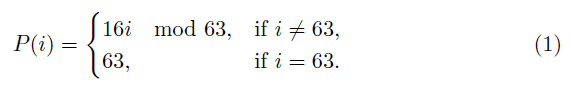 P(i) = { 16i mod 63, if i ≠ 63,
63, if i = 63. (1)